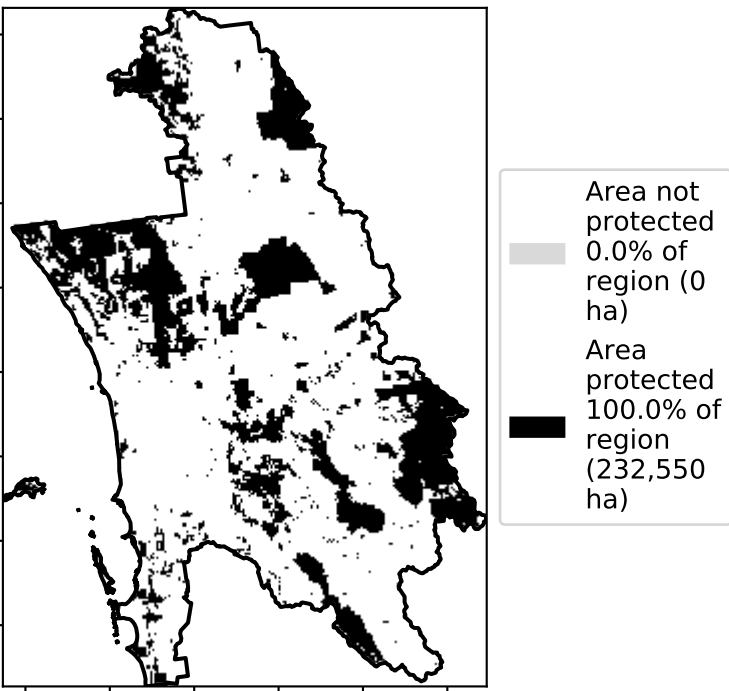 Area not
protected
0.0% of
region (0
ha)
Area
protected
100.0% of
region
(232,550
ha)